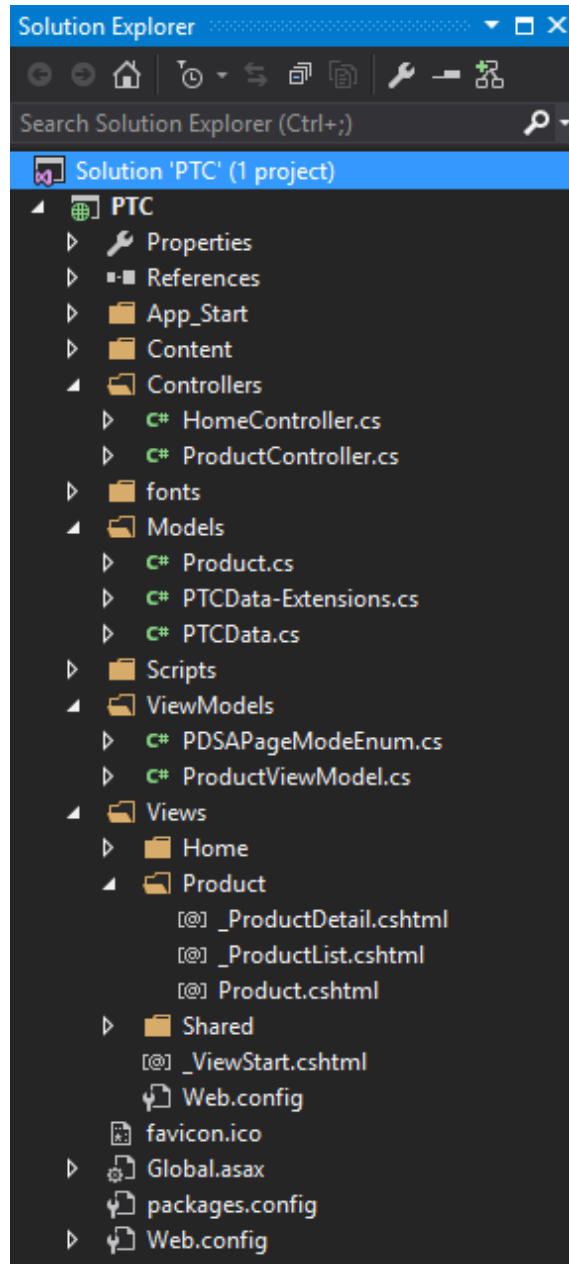 Solution Explorer
Search Solution Explorer (Ctrl+;)
Solution 'PTC' (1 project)
PTC
Properties
References
App_Start
Content
Controllers
C# HomeController.cs
C# ProductController.cs
fonts
Models
C# Product.cs
C# PTCData-Extensions.cs
C# PTCData.cs
Scripts
ViewModels
C# PDSAPageModeEnum.cs
C# ProductViewModel.cs
Views
Home
Product
[@] _ProductDetail.cshtml
[@] _ProductList.cshtml
[@] Product.cshtml
Shared
[@] _ViewStart.cshtml
Web.config
favicon.ico
Global.asax
packages.config
Web.config